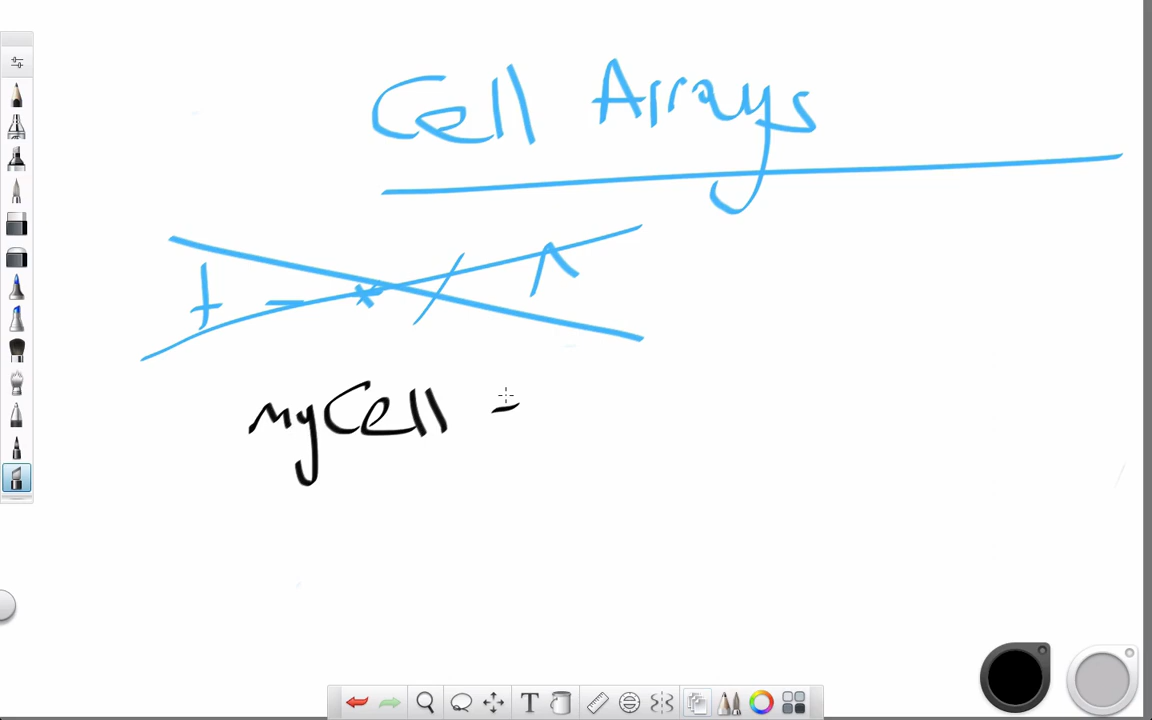 Cell Arrays
+ - * / ^
myCell =
T